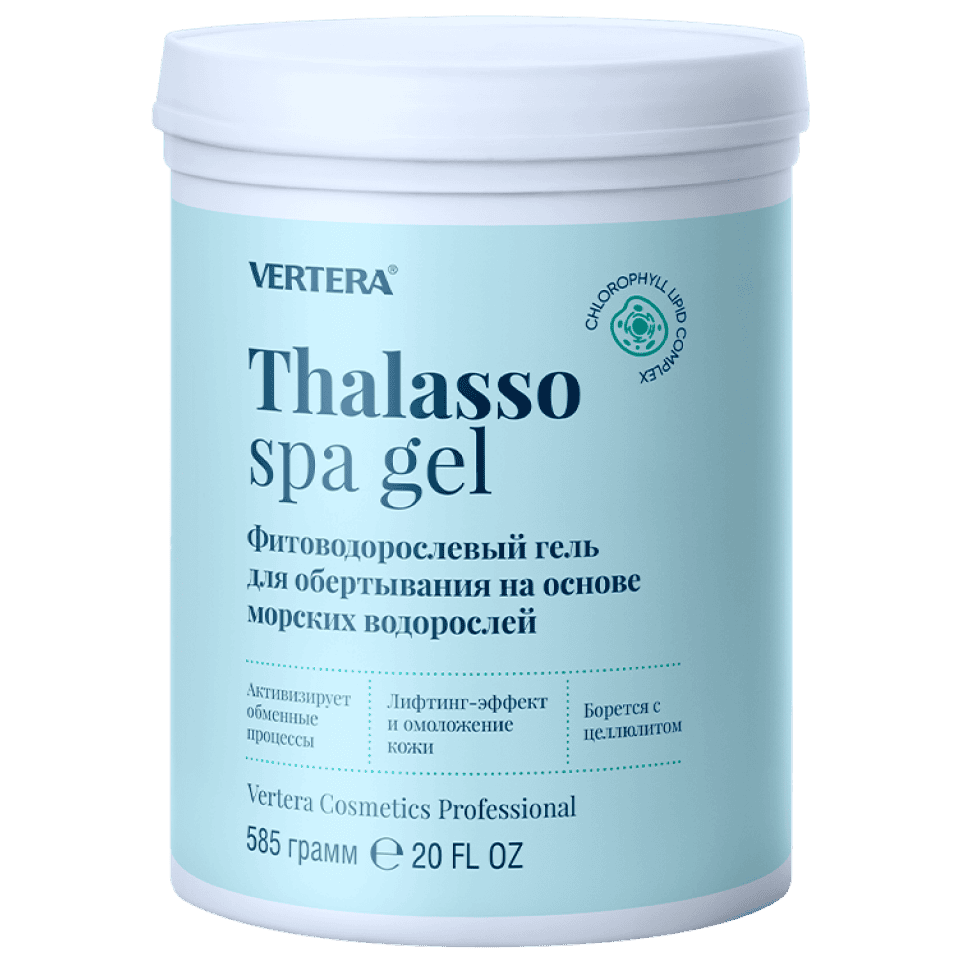 VERTERA®
CHLOROPHYLL LIPID COMPLEX
Thalasso
spa gel
Фитоводорослевый гель
для обертывания на основе
морских водорослей
Активизирует
обменные
процессы
Лифтинг-эффект
и омоложение
кожи
Борется с
целлюлитом
Vertera Cosmetics Professional
585 грамм ℮ 20 FL OZ